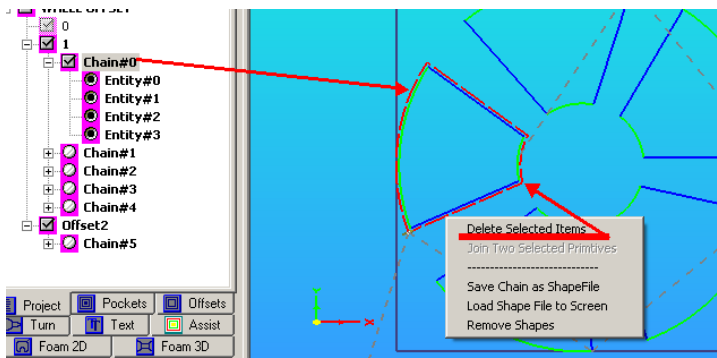 WHEEL OFFSET
0
1
Chain#0
Entity#0
Entity#1
Entity#2
Entity#3
Chain#1
Chain#2
Chain#3
Chain#4
Offset2
Chain#5
Project Pockets Offsets
Turn Text Assist
Foam 2D Foam 3D
Y
X
Delete Selected Items
Join Two Selected Primtives
----------------------------
Save Chain as ShapeFile
Load Shape File to Screen
Remove Shapes